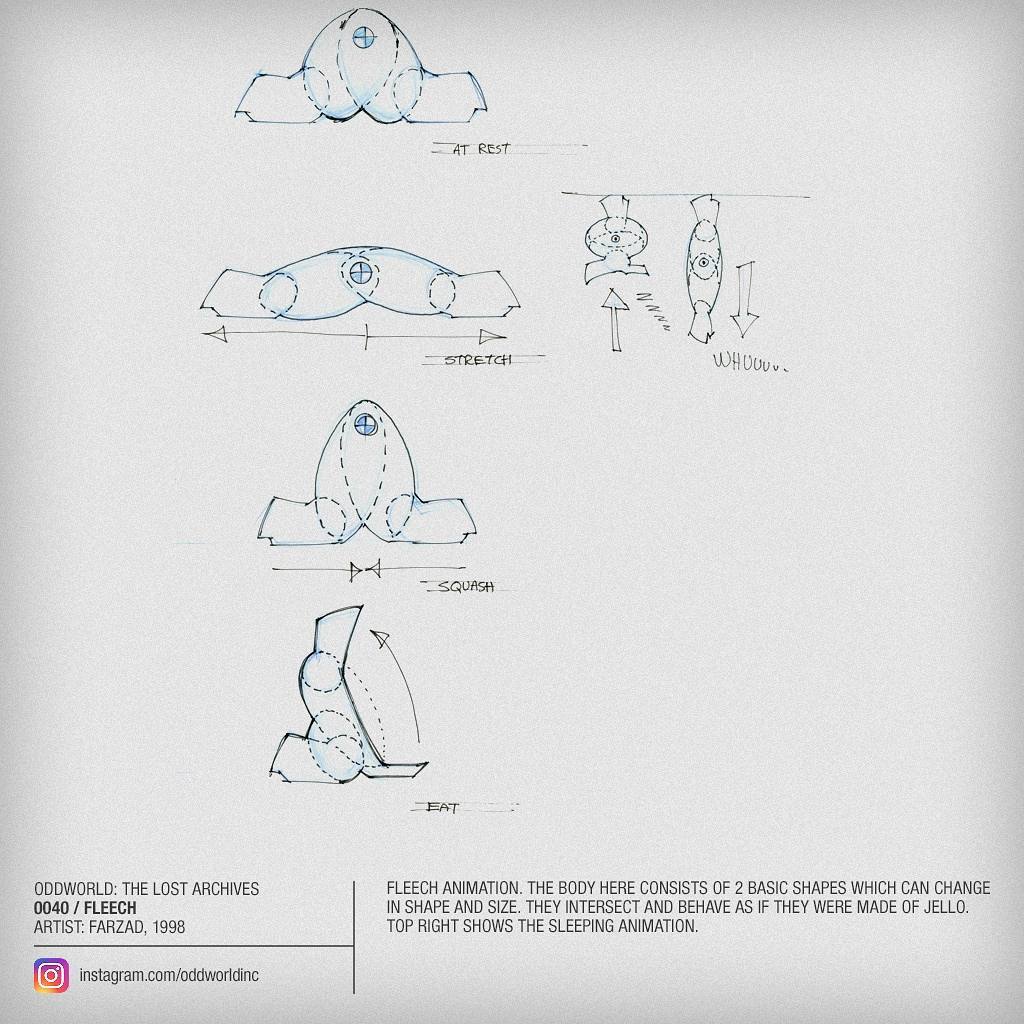 AT REST
STRETCH
WHUUUU..
SQUASH
EAT
ODDWORLD: THE LOST ARCHIVES
0040 / FLEECH
ARTIST: FARZAD, 1998
instagram.com/oddworldinc
FLEECH ANIMATION. THE BODY HERE CONSISTS OF 2 BASIC SHAPES WHICH CAN CHANGE
IN SHAPE AND SIZE. THEY INTERSECT AND BEHAVE AS IF THEY WERE MADE OF JELLO.
TOP RIGHT SHOWS THE SLEEPING ANIMATION.